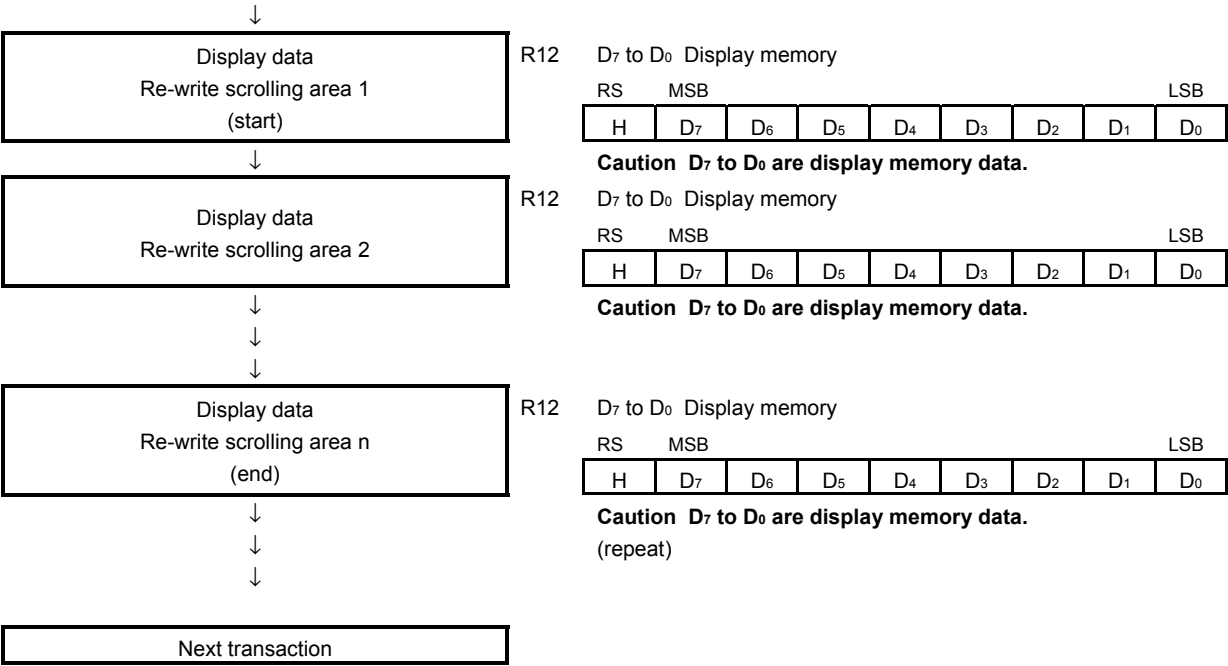 ↓
Display data
Re-write scrolling area 1
(start)
R12 D7 to D0 Display memory
RS MSB LSB
H D7 D6 D5 D4 D3 D2 D1 D0
Caution D7 to D0 are display memory data.
↓
Display data
Re-write scrolling area 2
R12 D7 to D0 Display memory
RS MSB LSB
H D7 D6 D5 D4 D3 D2 D1 D0
Caution D7 to D0 are display memory data.
↓
↓
↓
Display data
Re-write scrolling area n
(end)
R12 D7 to D0 Display memory
RS MSB LSB
H D7 D6 D5 D4 D3 D2 D1 D0
Caution D7 to D0 are display memory data.
(repeat)
↓
↓
↓
Next transaction